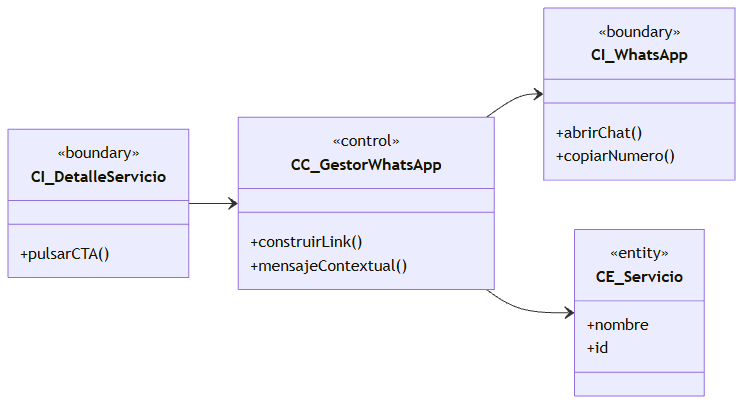 «boundary»
CI_DetalleServicio
+pulsarCTA()
«control»
CC_GestorWhatsApp
+construirLink()
+mensajeContextual()
«boundary»
CI_WhatsApp
+abrirChat()
+copiarNumero()
«entity»
CE_Servicio
+nombre
+id